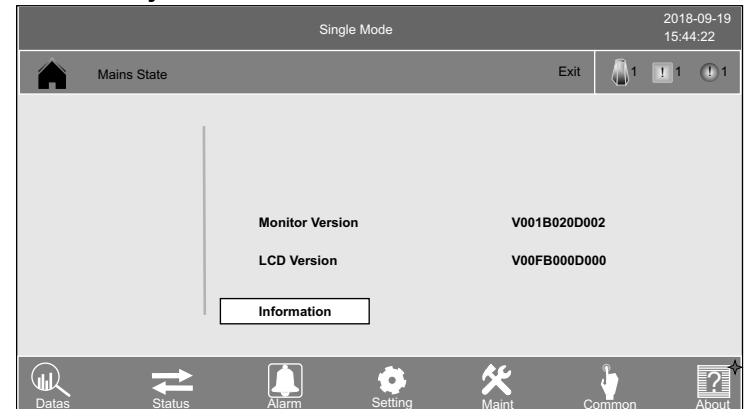 Single Mode
2018-09-19
15:44:22
Mains State
Exit
1
! 1
! 1
Monitor Version V001B020D002
LCD Version V00FB000D000
Information
Datas
Status
Alarm
Setting
Maint
Common
?
About